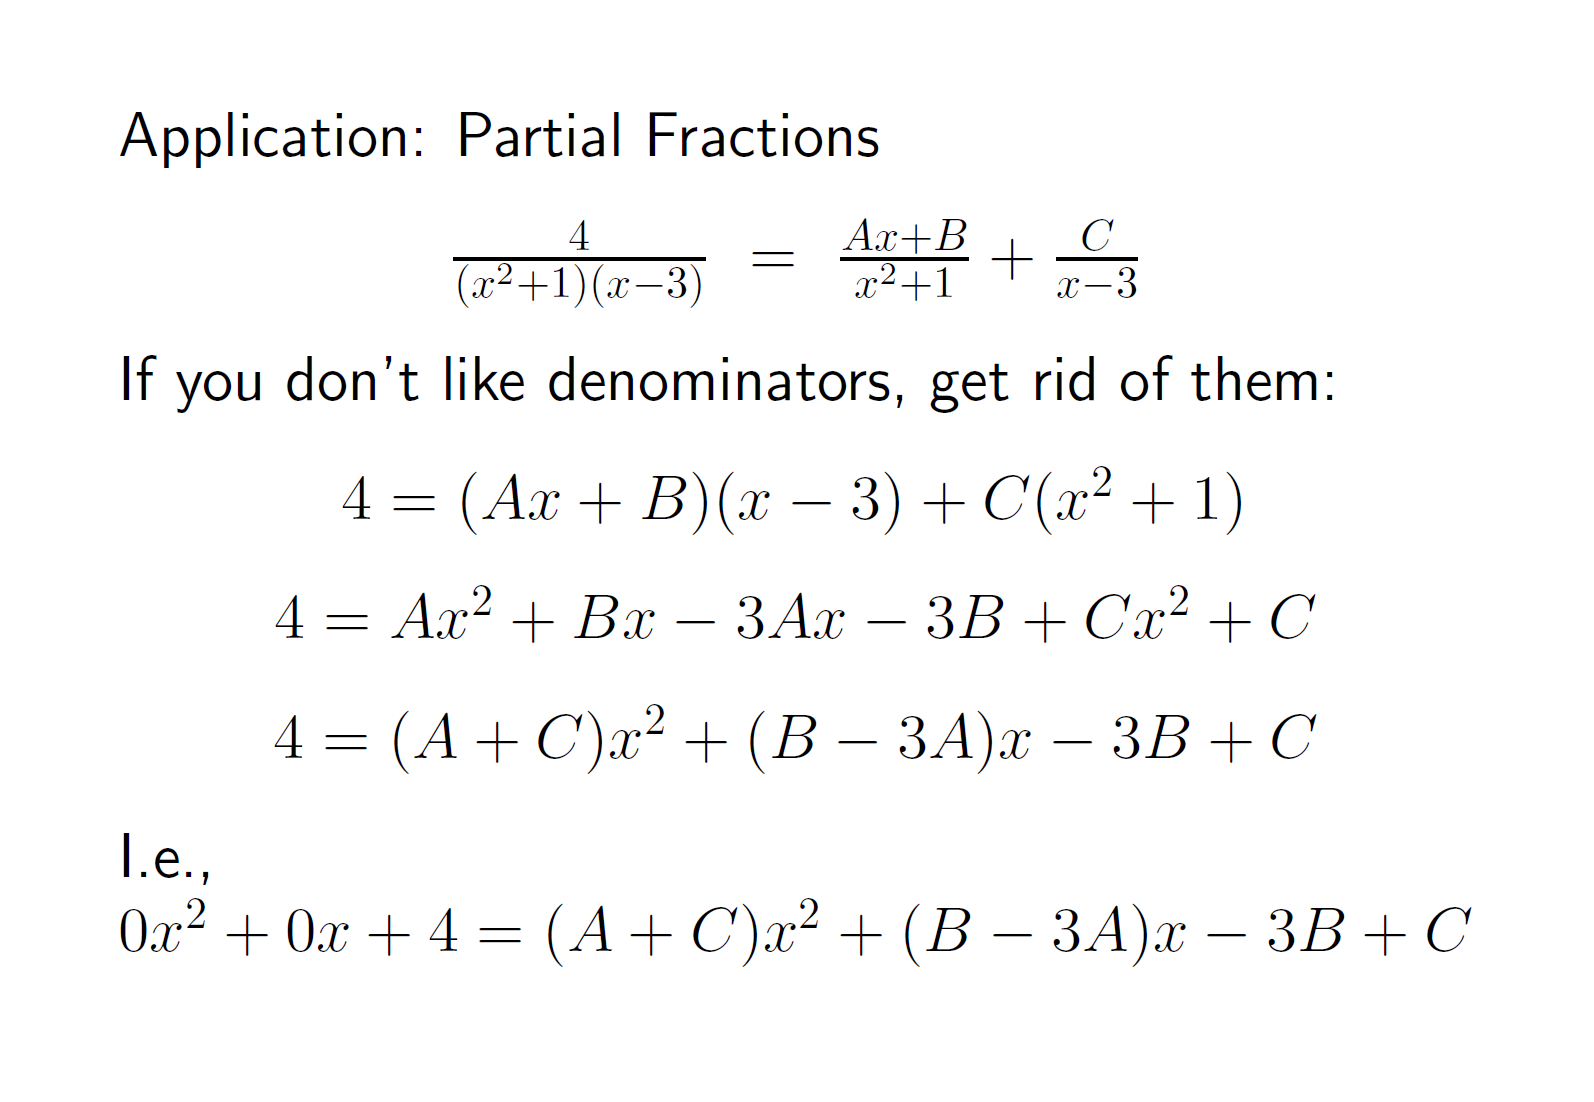 Application: Partial Fractions
4/((x²+1)(x−3)) = (Ax+B)/(x²+1) + C/(x−3)
If you don't like denominators, get rid of them:
4 = (Ax + B)(x − 3) + C(x² + 1)
4 = Ax² + Bx − 3Ax − 3B + Cx² + C
4 = (A + C)x² + (B − 3A)x − 3B + C
I.e.,
0x² + 0x + 4 = (A + C)x² + (B − 3A)x − 3B + C